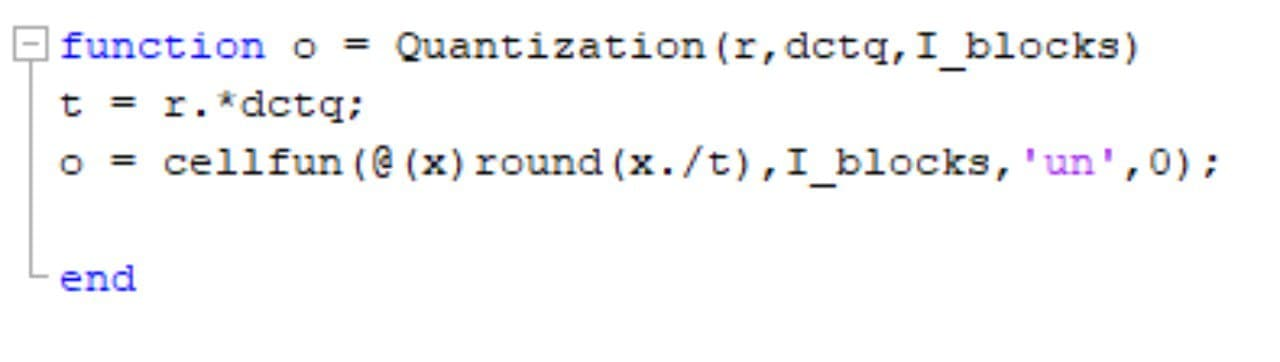 function o = Quantization(r,dctq,I_blocks)
t = r.*dctq;
o = cellfun(@(x)round(x./t),I_blocks,'un',0);
end